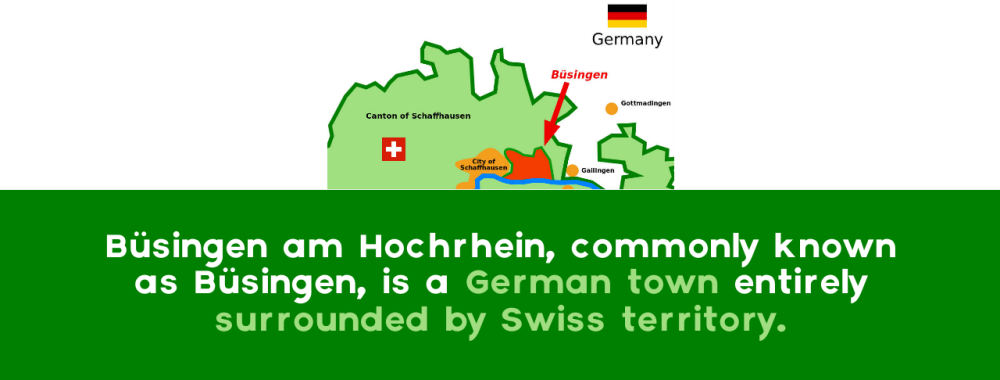 Germany
Büsingen
Gottmadingen
Canton of Schaffhausen
City of
Schaffhausen
Gailingen
Büsingen am Hochrhein, commonly known
as Büsingen, is a German town entirely
surrounded by Swiss territory.